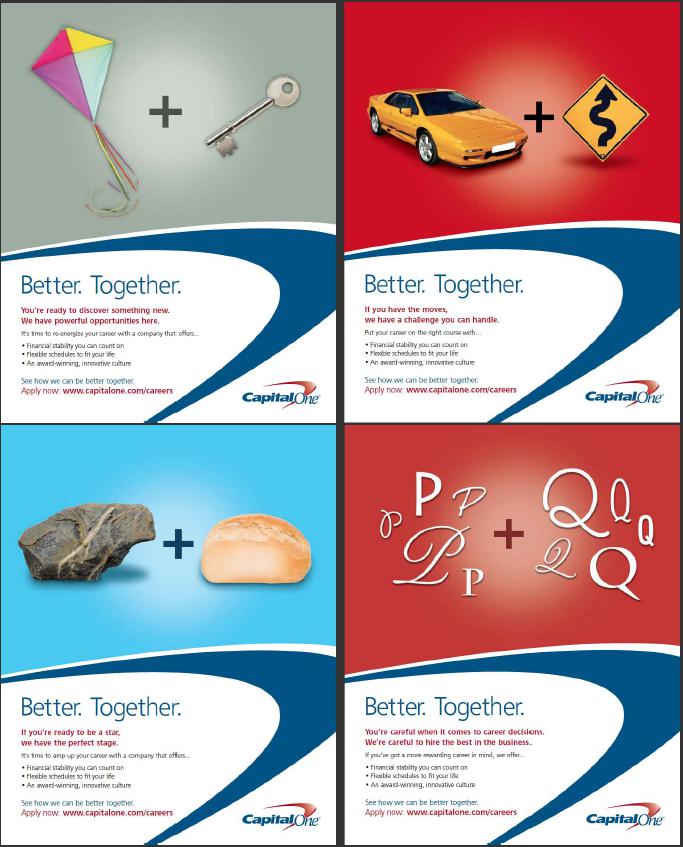 +
Better. Together.
You're ready to discover something new.
We have powerful opportunities here.
It's time to re-energize your career with a company that offers...
• Financial stability you can count on
• Flexible schedules to fit your life
• An award-winning, innovative culture
See how we can be better together.
Apply now: www.capitalone.com/careers
CapitalOne
+
Better. Together.
If you have the moves,
we have a challenge you can handle.
Put your career on the right course with...
• Financial stability you can count on
• Flexible schedules to fit your life
• An award-winning, innovative culture
See how we can be better together.
Apply now: www.capitalone.com/careers
CapitalOne
+
Better. Together.
If you're ready to be a star,
we have the perfect stage.
It's time to amp up your career with a company that offers...
• Financial stability you can count on
• Flexible schedules to fit your life
• An award-winning, innovative culture
See how we can be better together.
Apply now: www.capitalone.com/careers
CapitalOne
P P P P P + Q Q Q Q Q
Better. Together.
You're careful when it comes to career decisions.
We're careful to hire the best in the business.
If you've got a more rewarding career in mind, we offer...
• Financial stability you can count on
• Flexible schedules to fit your life
• An award-winning, innovative culture
See how we can be better together.
Apply now: www.capitalone.com/careers
CapitalOne